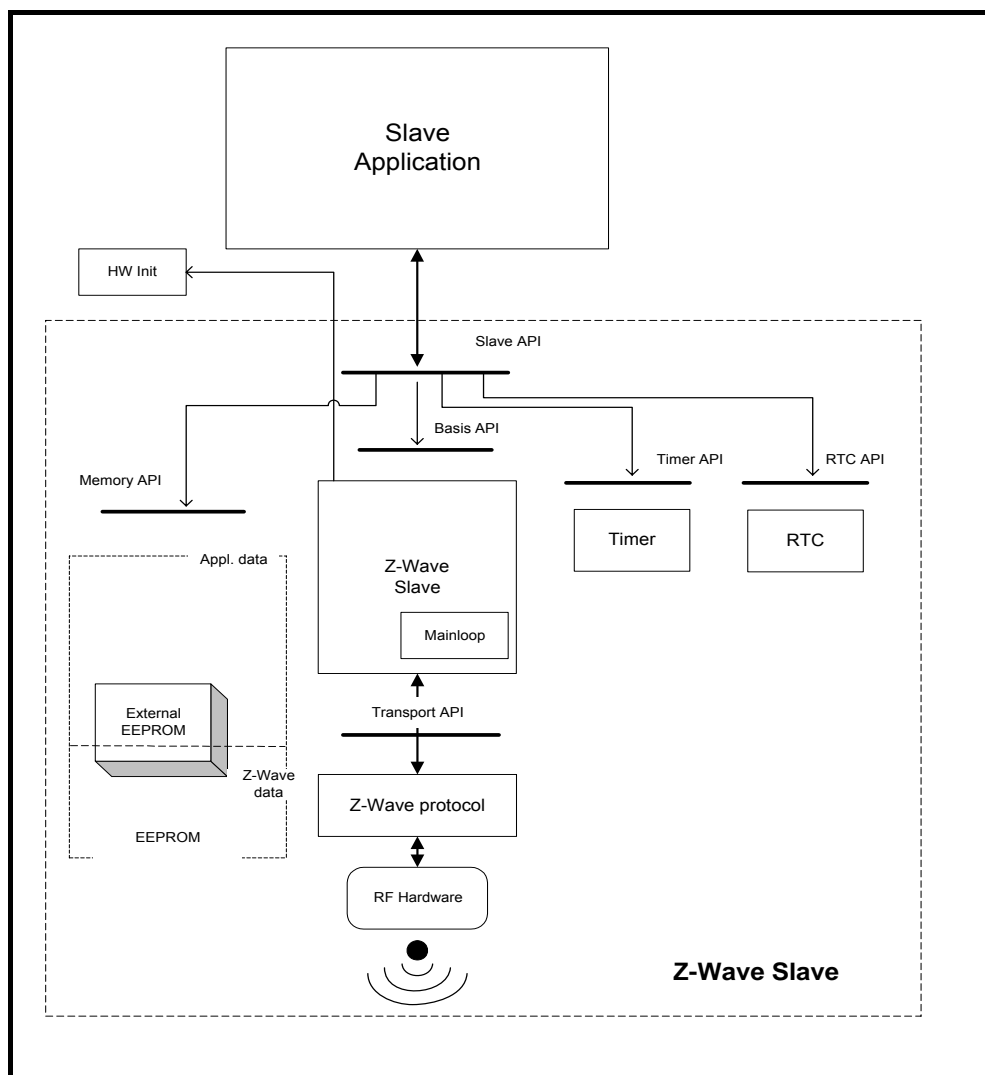 Slave
Application
HW Init
Slave API
Basis API
Timer API
RTC API
Memory API
Appl. data
Z-Wave
Slave
Timer
RTC
Mainloop
External
EEPROM
Transport API
Z-Wave
data
Z-Wave protocol
EEPROM
RF Hardware
Z-Wave Slave